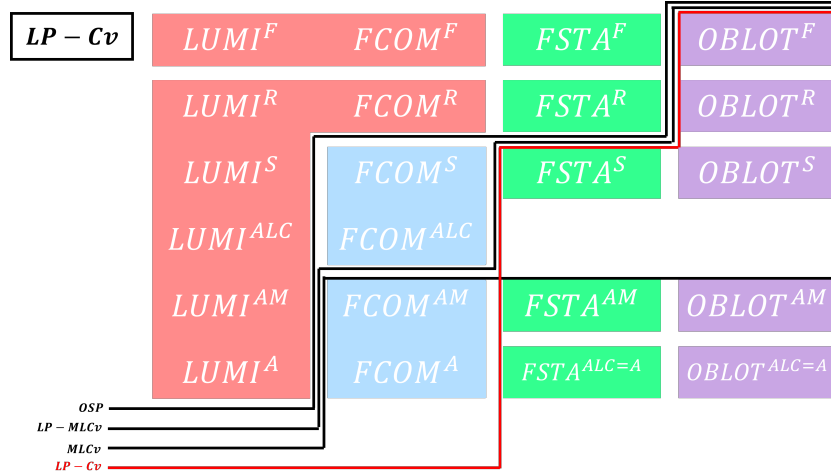 LP − Cv
LUMI^F FCOM^F FSTA^F OBLOT^F
LUMI^R FCOM^R FSTA^R OBLOT^R
LUMI^S FCOM^S FSTA^S OBLOT^S
LUMI^ALC FCOM^ALC
LUMI^AM FCOM^AM FSTA^AM OBLOT^AM
LUMI^A FCOM^A FSTA^ALC=A OBLOT^ALC=A
OSP
LP − MLCv
MLCv
LP − Cv